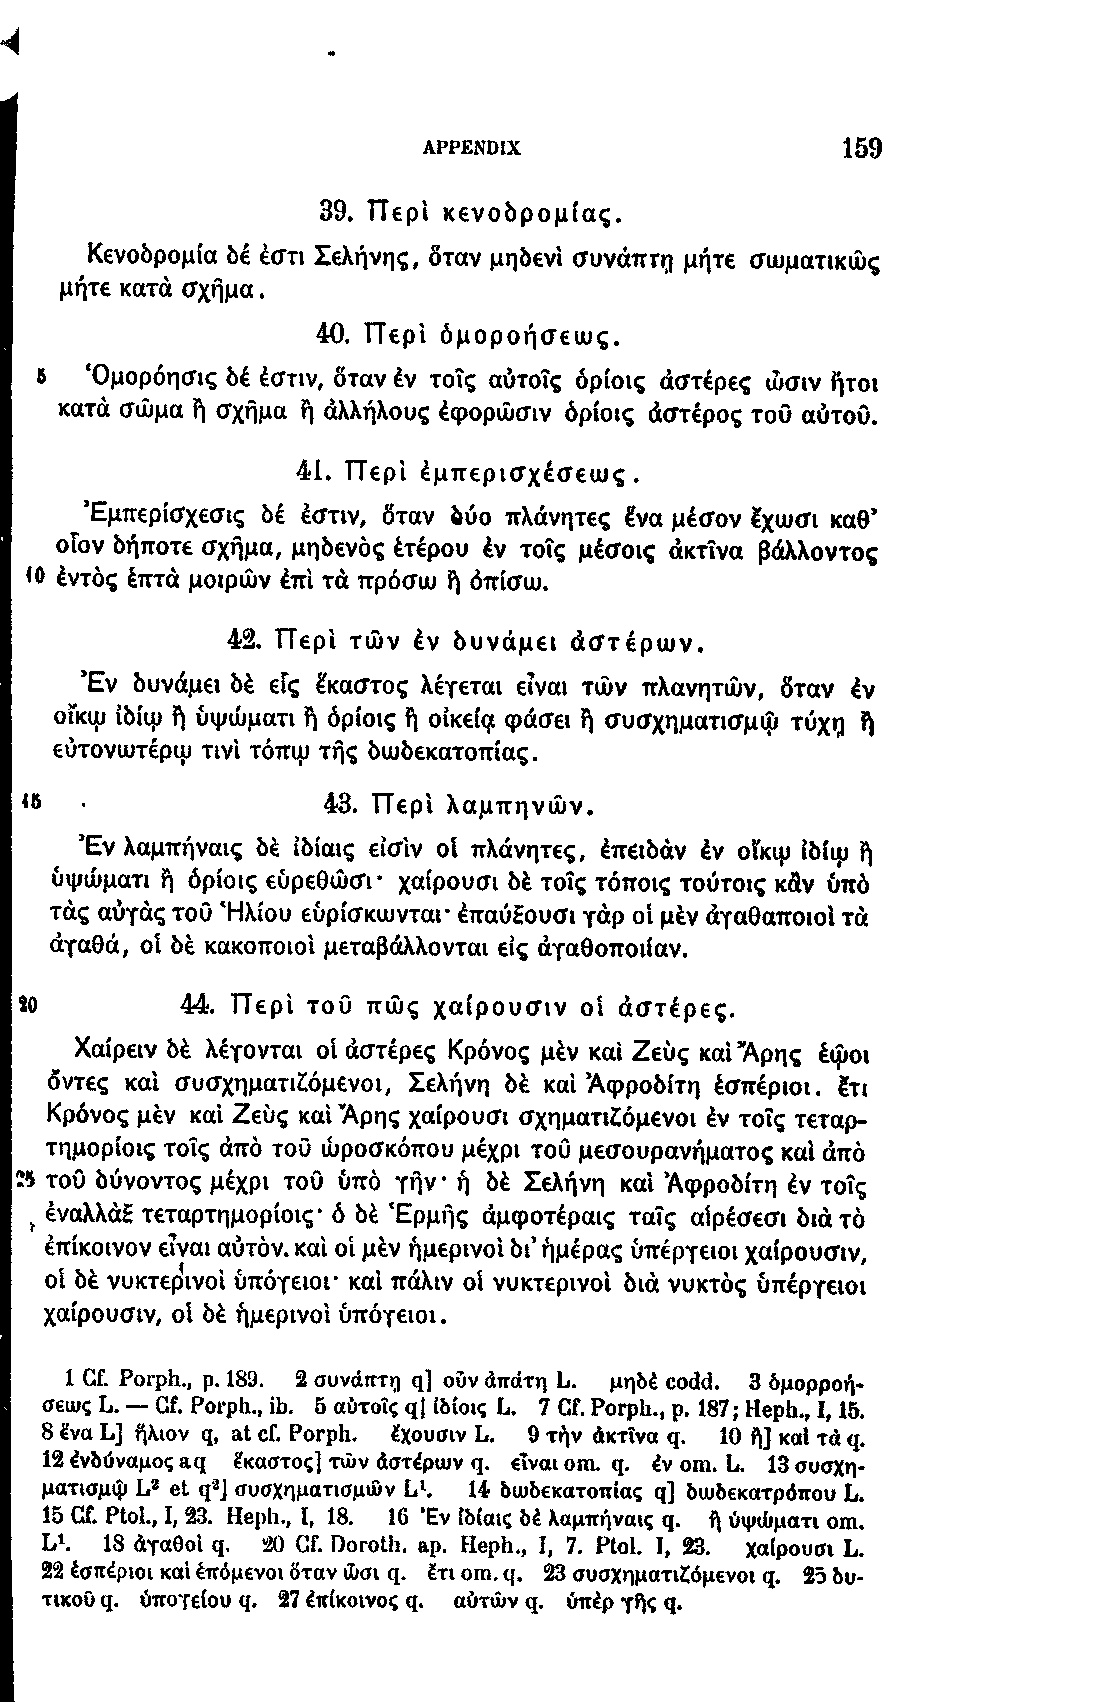 APPENDIX 159
39. Περὶ κενοδρομίας.
Κενοδρομία δέ ἐστι Σελήνης, ὅταν μηδενὶ συνάπτῃ μήτε σωματικῶς
μήτε κατὰ σχῆμα.
40. Περὶ ὁμοροήσεως.
5 Ὁμορόησις δέ ἐστιν, ὅταν ἐν τοῖς αὐτοῖς ὁρίοις ἀστέρες ὦσιν ἤτοι
κατὰ σῶμα ἢ σχῆμα ἢ ἀλλήλους ἐφορῶσιν ὁρίοις ἀστέρος τοῦ αὐτοῦ.
41. Περὶ ἐμπερισχέσεως.
Ἐμπερίσχεσις δέ ἐστιν, ὅταν δύο πλάνητες ἕνα μέσον ἔχωσι καθ’
οἷον δήποτε σχῆμα, μηδενὸς ἑτέρου ἐν τοῖς μέσοις ἀκτῖνα βάλλοντος
10 ἐντὸς ἑπτὰ μοιρῶν ἐπὶ τὰ πρόσω ἢ ὀπίσω.
42. Περὶ τῶν ἐν δυνάμει ἀστέρων.
Ἐν δυνάμει δὲ εἷς ἕκαστος λέγεται εἶναι τῶν πλανητῶν, ὅταν ἐν
οἴκῳ ἰδίῳ ἢ ὑψώματι ἢ ὁρίοις ἢ οἰκείᾳ φάσει ἢ συσχηματισμῷ τύχῃ ἢ
εὐτονωτέρῳ τινὶ τόπῳ τῆς δωδεκατοπίας.
15 43. Περὶ λαμπηνῶν.
Ἐν λαμπήναις δὲ ἰδίαις εἰσὶν οἱ πλάνητες, ἐπειδὰν ἐν οἴκῳ ἰδίῳ ἢ
ὑψώματι ἢ ὁρίοις εὑρεθῶσι· χαίρουσι δὲ τοῖς τόποις τούτοις κἂν ὑπὸ
τὰς αὐγὰς τοῦ Ἡλίου εὑρίσκωνται· ἐπαύξουσι γὰρ οἱ μὲν ἀγαθαποιοὶ τὰ
ἀγαθά, οἱ δὲ κακοποιοὶ μεταβάλλονται εἰς ἀγαθοποιίαν.
20 44. Περὶ τοῦ πῶς χαίρουσιν οἱ ἀστέρες.
Χαίρειν δὲ λέγονται οἱ ἀστέρες Κρόνος μὲν καὶ Ζεὺς καὶ Ἄρης ἑῷοι
ὄντες καὶ συσχηματιζόμενοι, Σελήνη δὲ καὶ Ἀφροδίτη ἑσπέριοι. ἔτι
Κρόνος μὲν καὶ Ζεὺς καὶ Ἄρης χαίρουσι σχηματιζόμενοι ἐν τοῖς τεταρ-
τημορίοις τοῖς ἀπὸ τοῦ ὡροσκόπου μέχρι τοῦ μεσουρανήματος καὶ ἀπὸ
25 τοῦ δύνοντος μέχρι τοῦ ὑπὸ γῆν· ἡ δὲ Σελήνη καὶ Ἀφροδίτη ἐν τοῖς
ἐναλλὰξ τεταρτημορίοις· ὁ δὲ Ἑρμῆς ἀμφοτέραις ταῖς αἱρέσεσι διὰ τὸ
ἐπίκοινον εἶναι αὐτόν. καὶ οἱ μὲν ἡμερινοὶ δι’ ἡμέρας ὑπέργειοι χαίρουσιν,
οἱ δὲ νυκτερινοὶ ὑπόγειοι· καὶ πάλιν οἱ νυκτερινοὶ διὰ νυκτὸς ὑπέργειοι
χαίρουσιν, οἱ δὲ ἡμερινοὶ ὑπόγειοι.
1 Cf. Porph., p. 189. 2 συνάπτῃ q] οὖν ἀπάτη L. μηδὲ codd. 3 ὁμορροή-
σεως L. — Cf. Porph., ib. 5 αὐτοῖς q] ἰδίοις L. 7 Cf. Porph., p. 187; Heph., I, 15.
8 ἕνα L] ἥλιον q, at cf. Porph. ἔχουσιν L. 9 τὴν ἀκτῖνα q. 10 ἢ] καὶ τὰ q.
12 ἐνδύναμος aq ἕκαστος] τῶν ἀστέρων q. εἶναι om. q. ἐν om. L. 13 συσχη-
ματισμῷ L² et q²] συσχηματισμῶν L¹. 14 δωδεκατοπίας q] δωδεκατρόπου L.
15 Cf. Ptol., I, 23. Heph., I, 18. 16 Ἐν ἰδίαις δὲ λαμπήναις q. ἢ ὑψώματι om.
L¹. 18 ἀγαθοὶ q. 20 Cf. Doroth. ap. Heph., I, 7. Ptol. I, 23. χαίρουσι L.
22 ἑσπέριοι καὶ ἑπόμενοι ὅταν ὦσι q. ἔτι om. q. 23 συσχηματιζόμενοι q. 25 δυ-
τικοῦ q. ὑπογείου q. 27 ἐπίκοινος q. αὐτῶν q. ὑπὲρ γῆς q.